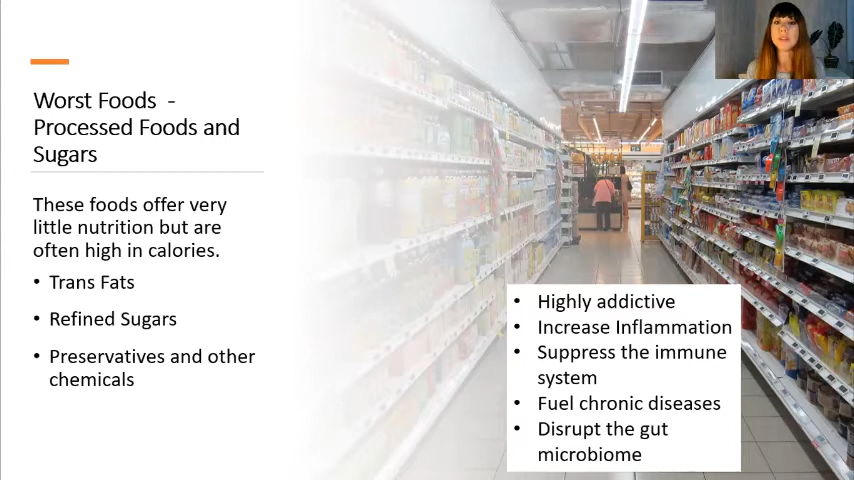 Worst Foods  -
Processed Foods and
Sugars
These foods offer very
little nutrition but are
often high in calories.
• Trans Fats
• Refined Sugars
• Preservatives and other
chemicals
• Highly addictive
• Increase Inflammation
• Suppress the immune
system
• Fuel chronic diseases
• Disrupt the gut
microbiome